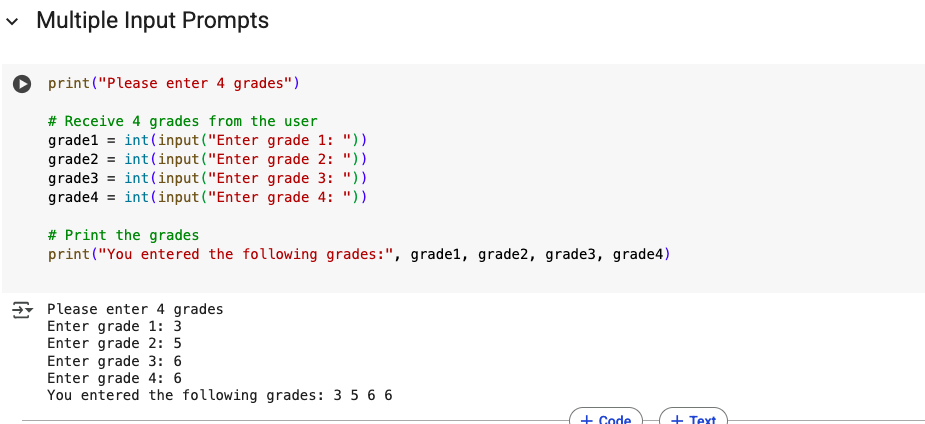 Multiple Input Prompts
print("Please enter 4 grades")
# Receive 4 grades from the user
grade1 = int(input("Enter grade 1: "))
grade2 = int(input("Enter grade 2: "))
grade3 = int(input("Enter grade 3: "))
grade4 = int(input("Enter grade 4: "))
# Print the grades
print("You entered the following grades:", grade1, grade2, grade3, grade4)
Please enter 4 grades
Enter grade 1: 3
Enter grade 2: 5
Enter grade 3: 6
Enter grade 4: 6
You entered the following grades: 3 5 6 6
+ Code + Text